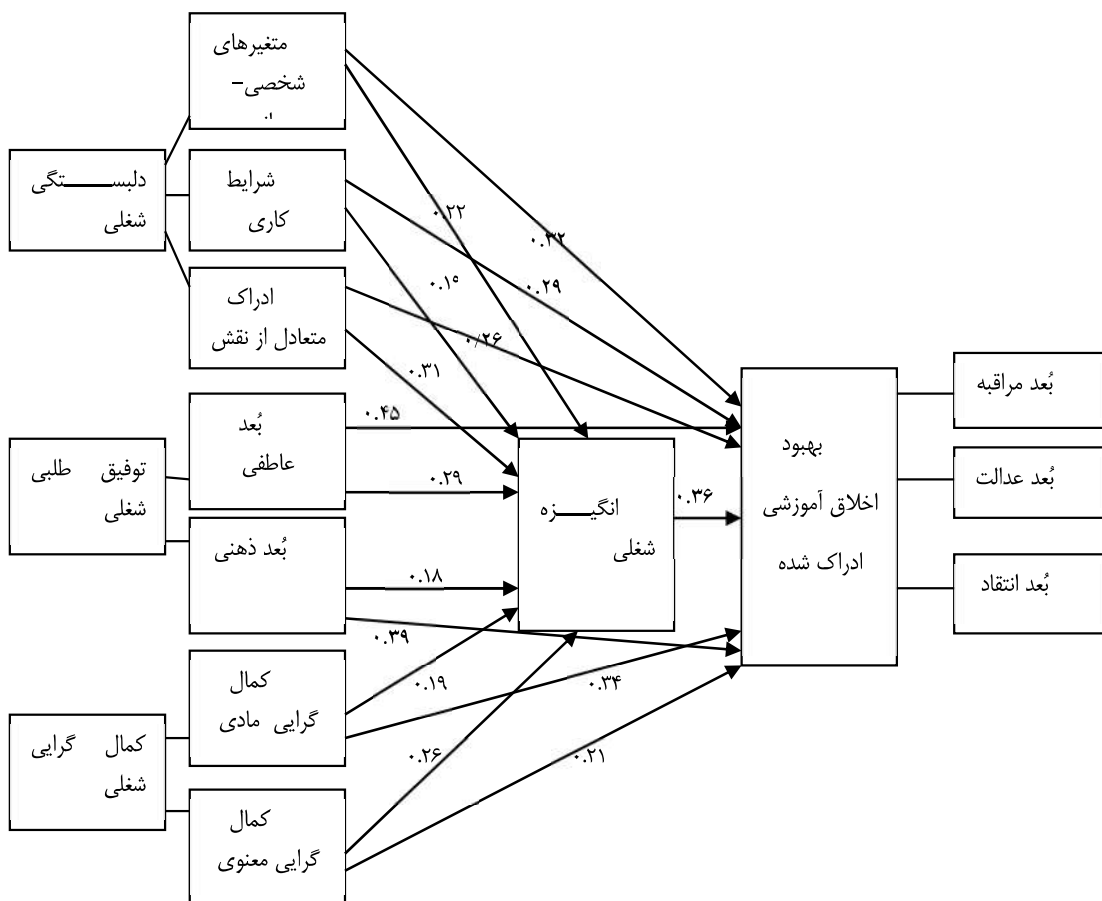 متغیرهای
شخصی-
دلبستگی
شغلی
شرایط
کاری
ادراک
متعادل از نقش
۰.۲۲
۰.۳۲
۰.۱۵
۰.۲۹
۰/۲۶
۰.۳۱
توفیق طلبی
شغلی
بُعد
عاطفی
۰.۴۵
۰.۲۹
بُعد ذهنی
۰.۱۸
۰.۳۹
انگیزه
شغلی
۰.۳۶
بهبود
اخلاق آموزشی
ادراک شده
بُعد مراقبه
بُعد عدالت
بُعد انتقاد
کمال گرایی
شغلی
کمال
گرایی مادی
۰.۱۹
۰.۳۴
کمال
گرایی معنوی
۰.۲۶
۰.۲۱